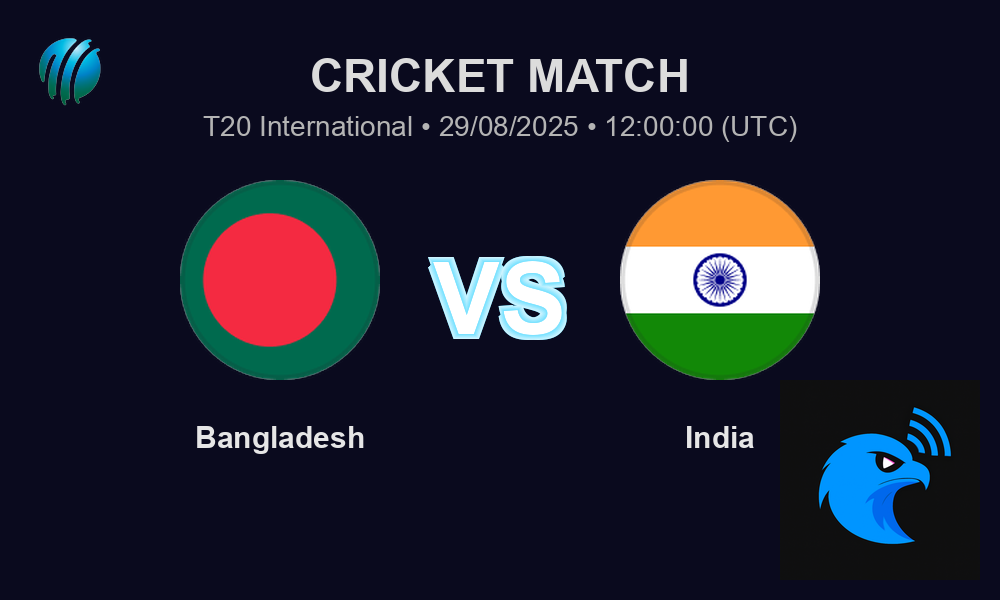 CRICKET MATCH
T20 International • 29/08/2025 • 12:00:00 (UTC)
VS
Bangladesh
India